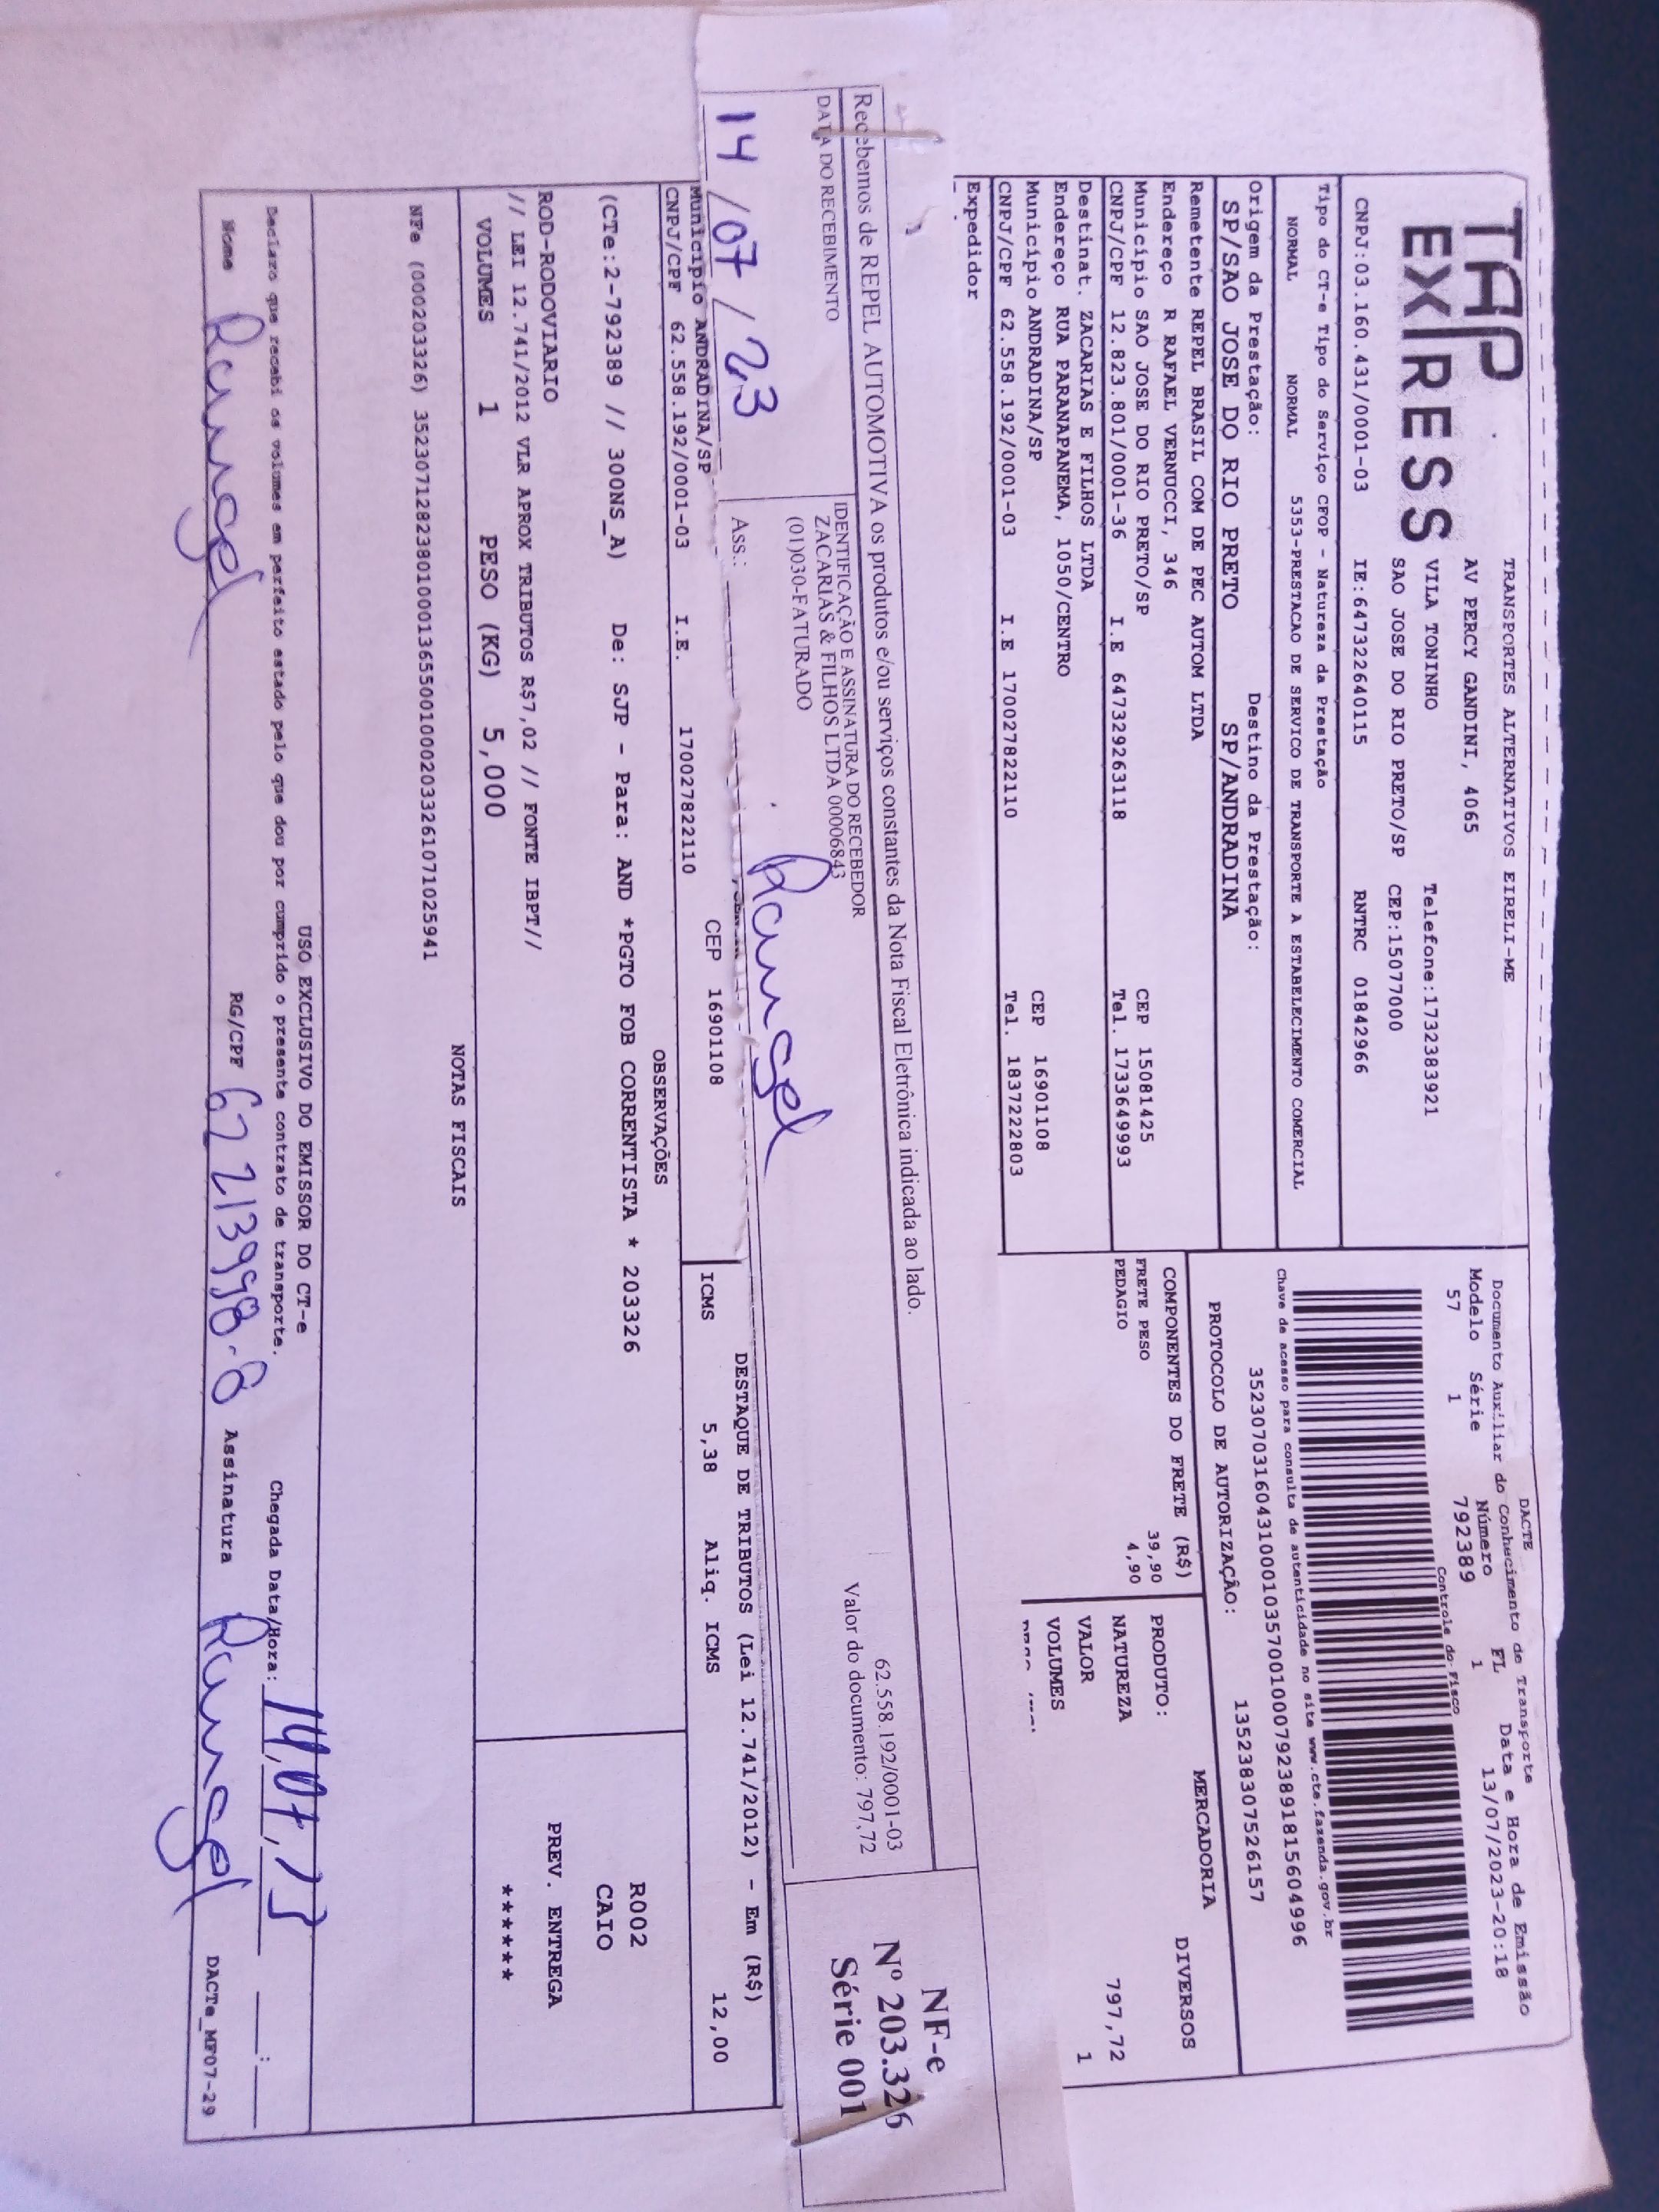 TAP
EXPRESS
TRANSPORTES ALTERNATIVOS EIRELI-ME
AV PERCY GANDINI, 4065
VILA TONINHO Telefone:1732383921
SAO JOSE DO RIO PRETO/SP CEP:15077000
CNPJ:03.160.431/0001-03 IE:647322640115 RNTRC 01842966
Tipo do CT-e Tipo do Serviço CFOP - Natureza da Prestação
NORMAL NORMAL 5353-PRESTACAO DE SERVICO DE TRANSPORTE A ESTABELECIMENTO COMERCIAL
Origem da Prestação: Destino da Prestação:
SP/SAO JOSE DO RIO PRETO SP/ANDRADINA
Remetente REPEL BRASIL COM DE PEC AUTOM LTDA
Endereço R RAFAEL VERNUCCI, 346
Município SAO JOSE DO RIO PRETO/SP CEP 15081425
CNPJ/CPF 12.823.801/0001-36 I.E 647329263118 Tel. 1733649993
Destinat. ZACARIAS E FILHOS LTDA
Endereço RUA PARANAPANEMA, 1050/CENTRO
Município ANDRADINA/SP CEP 16901108
CNPJ/CPF 62.558.192/0001-03 I.E 170027822110 Tel. 1837222803
Expedidor
DACTE
Documento Auxiliar do Conhecimento de Transporte
Modelo Série Número FL Data e Hora de Emissão
57 1 792389 1 13/07/2023-20:18
Controle do Fisco
Chave de acesso para consulta de autenticidade no site www.cte.fazenda.gov.br
35230703160431000103570010007923891815604996
PROTOCOLO DE AUTORIZAÇÃO: 135238307526157
COMPONENTES DO FRETE (R$)
FRETE PESO 39,90
PEDAGIO 4,90
MERCADORIA
PRODUTO: DIVERSOS
NATUREZA
VALOR 797,72
VOLUMES 1
Recebemos de REPEL AUTOMOTIVA os produtos e/ou serviços constantes da Nota Fiscal Eletrônica indicada ao lado.
DATA DO RECEBIMENTO
14/07/23
IDENTIFICAÇÃO E ASSINATURA DO RECEBEDOR
ZACARIAS & FILHOS LTDA 00006843 62.558.192/0001-03
(01)030-FATURADO Valor do documento: 797,72
Ass.: Rangel
NF-e
Nº 203.326
Série 001
Município ANDRADINA/SP CEP 16901108
CNPJ/CPF 62.558.192/0001-03 I.E. 170027822110
DESTAQUE DE TRIBUTOS (Lei 12.741/2012) - Em (R$)
ICMS 5,38 Aliq. ICMS 12,00
OBSERVAÇÕES
(CTe:2-792389 // 300NS_A) De: SJP - Para: AND *PGTO FOB CORRENTISTA * 203326
R002
CAIO
ROD-RODOVIARIO
// LEI 12.741/2012 VLR APROX TRIBUTOS R$7,02 // FONTE IBPT//
VOLUMES 1 PESO (KG) 5,000
PREV. ENTREGA
******
NOTAS FISCAIS
NFe (000203326) 35230712823801000136550010002033261071025941
USO EXCLUSIVO DO EMISSOR DO CT-e
Declaro que recebi os volumes em perfeito estado pelo que dou por cumprido o presente contrato de transporte. Chegada Data/Hora: 14,07,23 __:__
Nome Rangel RG/CPF 62213998-8 Assinatura Rangel
DACTe_MF07-29